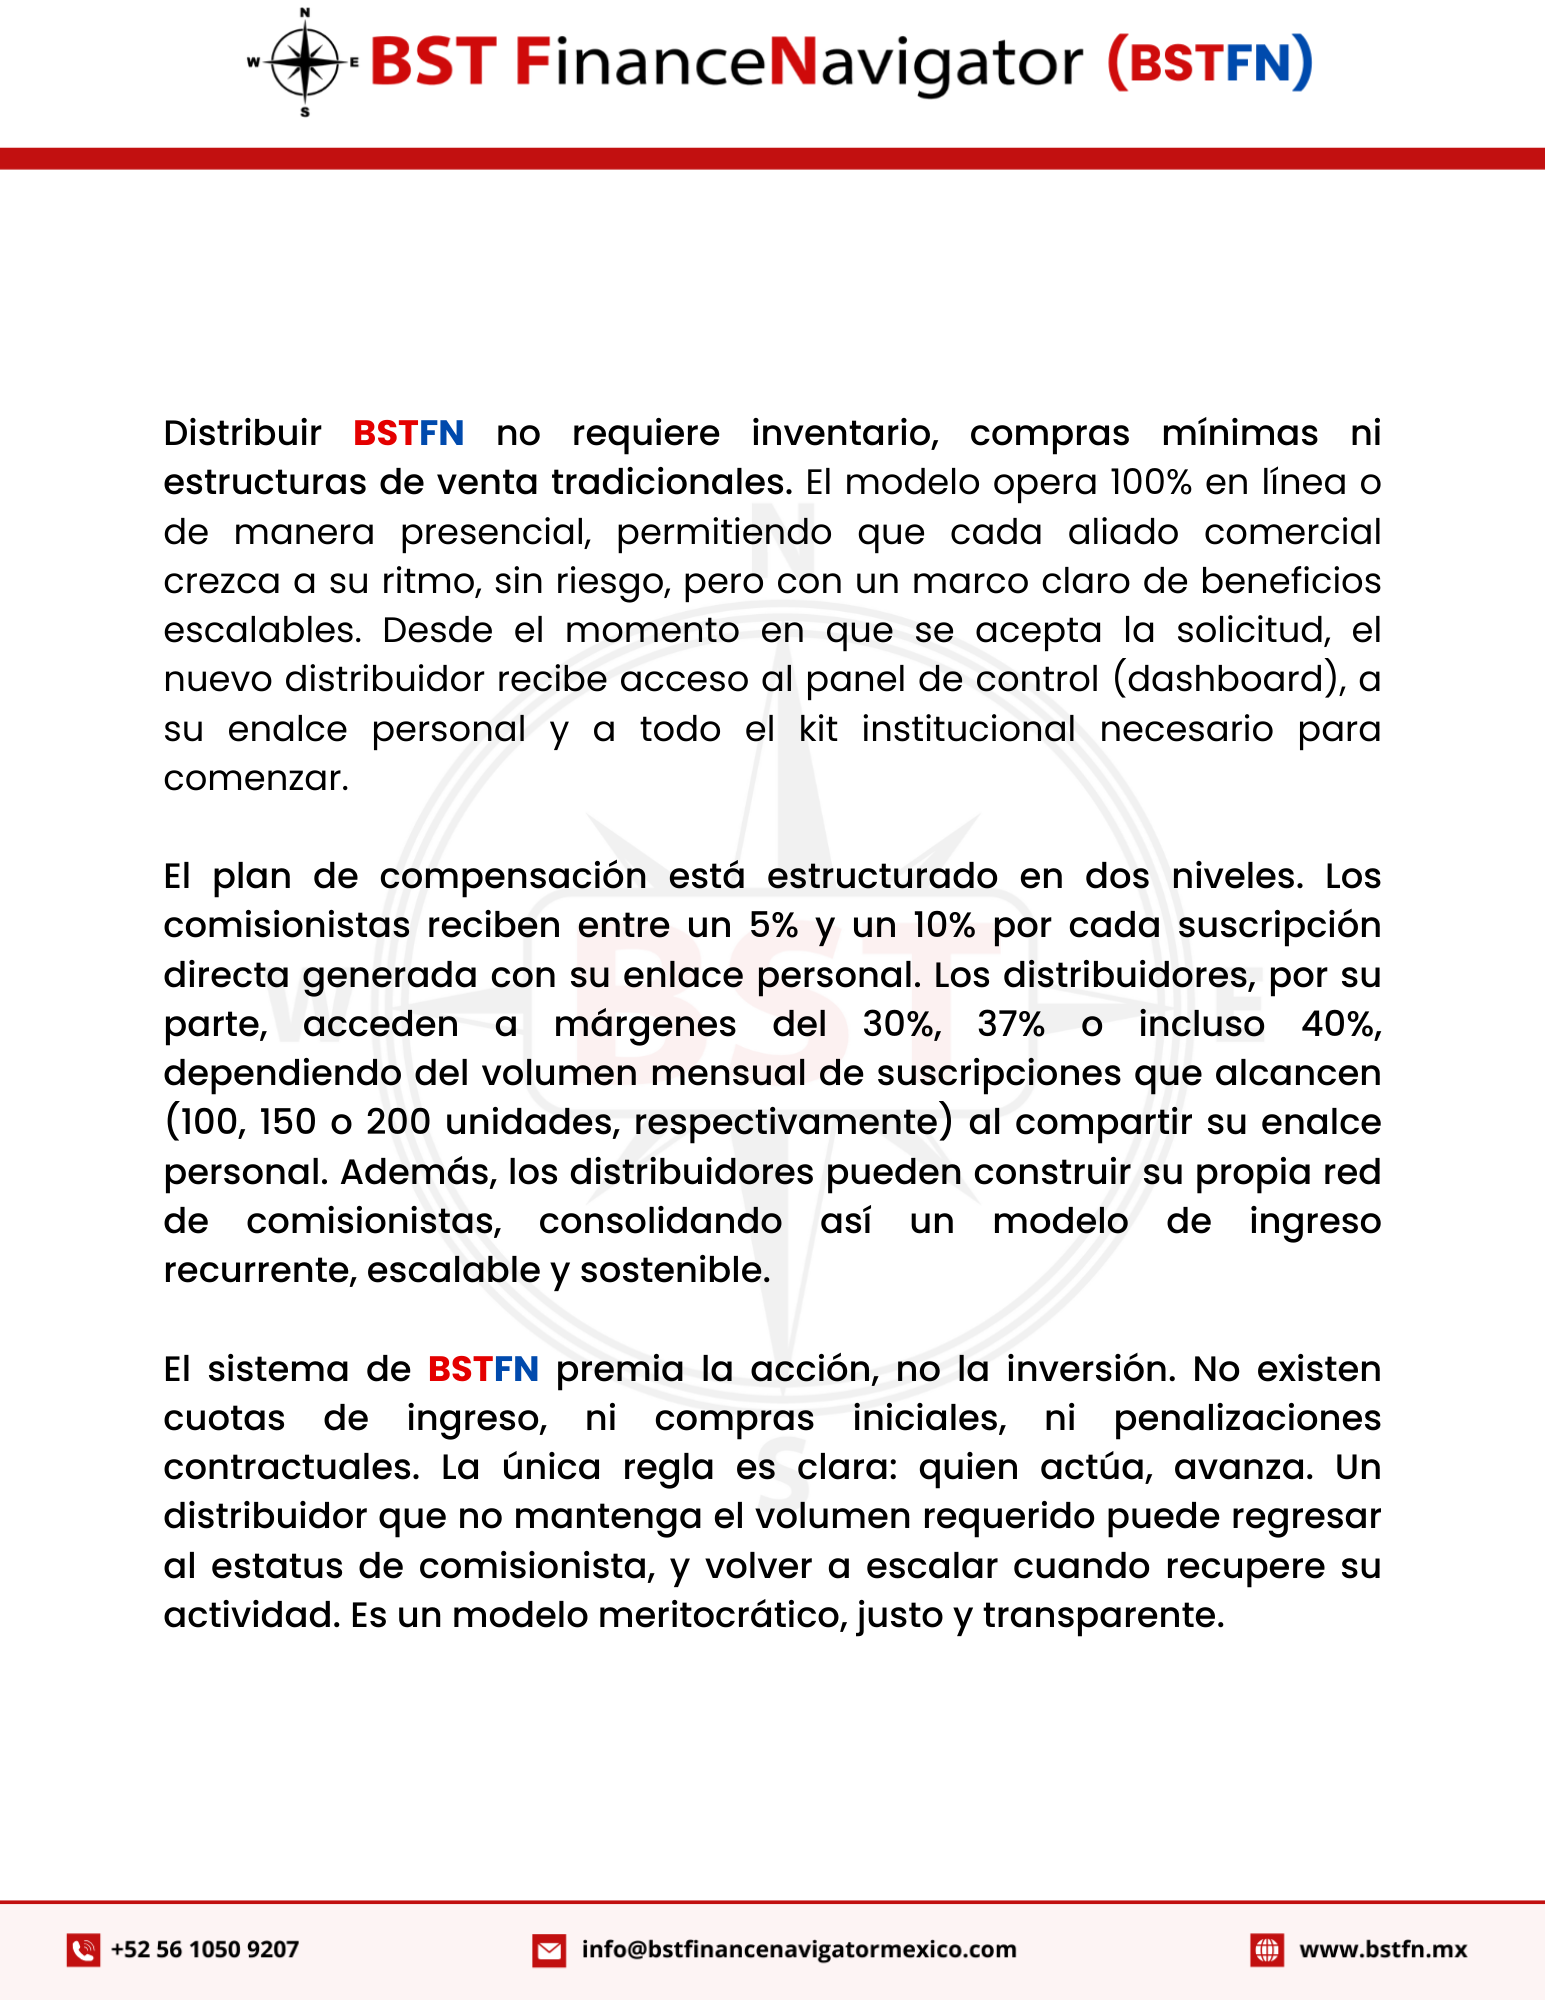 N
W E BST FinanceNavigator (BSTFN)
S
Distribuir BSTFN no requiere inventario, compras mínimas ni
estructuras de venta tradicionales. El modelo opera 100% en línea o
de manera presencial, permitiendo que cada aliado comercial
crezca a su ritmo, sin riesgo, pero con un marco claro de beneficios
escalables. Desde el momento en que se acepta la solicitud, el
nuevo distribuidor recibe acceso al panel de control (dashboard), a
su enalce personal y a todo el kit institucional necesario para
comenzar.
El plan de compensación está estructurado en dos niveles. Los
comisionistas reciben entre un 5% y un 10% por cada suscripción
directa generada con su enlace personal. Los distribuidores, por su
parte, acceden a márgenes del 30%, 37% o incluso 40%,
dependiendo del volumen mensual de suscripciones que alcancen
(100, 150 o 200 unidades, respectivamente) al compartir su enalce
personal. Además, los distribuidores pueden construir su propia red
de comisionistas, consolidando así un modelo de ingreso
recurrente, escalable y sostenible.
El sistema de BSTFN premia la acción, no la inversión. No existen
cuotas de ingreso, ni compras iniciales, ni penalizaciones
contractuales. La única regla es clara: quien actúa, avanza. Un
distribuidor que no mantenga el volumen requerido puede regresar
al estatus de comisionista, y volver a escalar cuando recupere su
actividad. Es un modelo meritocrático, justo y transparente.
N
W BST E
S
+52 56 1050 9207 info@bstfinancenavigatormexico.com www.bstfn.mx